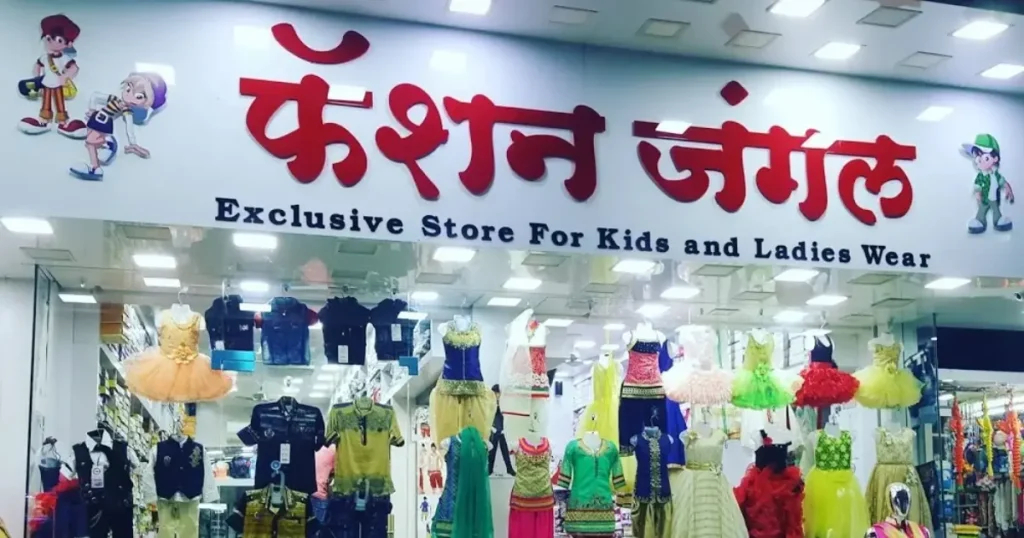 फॅशन जंगल
Exclusive Store For Kids and Ladies Wear